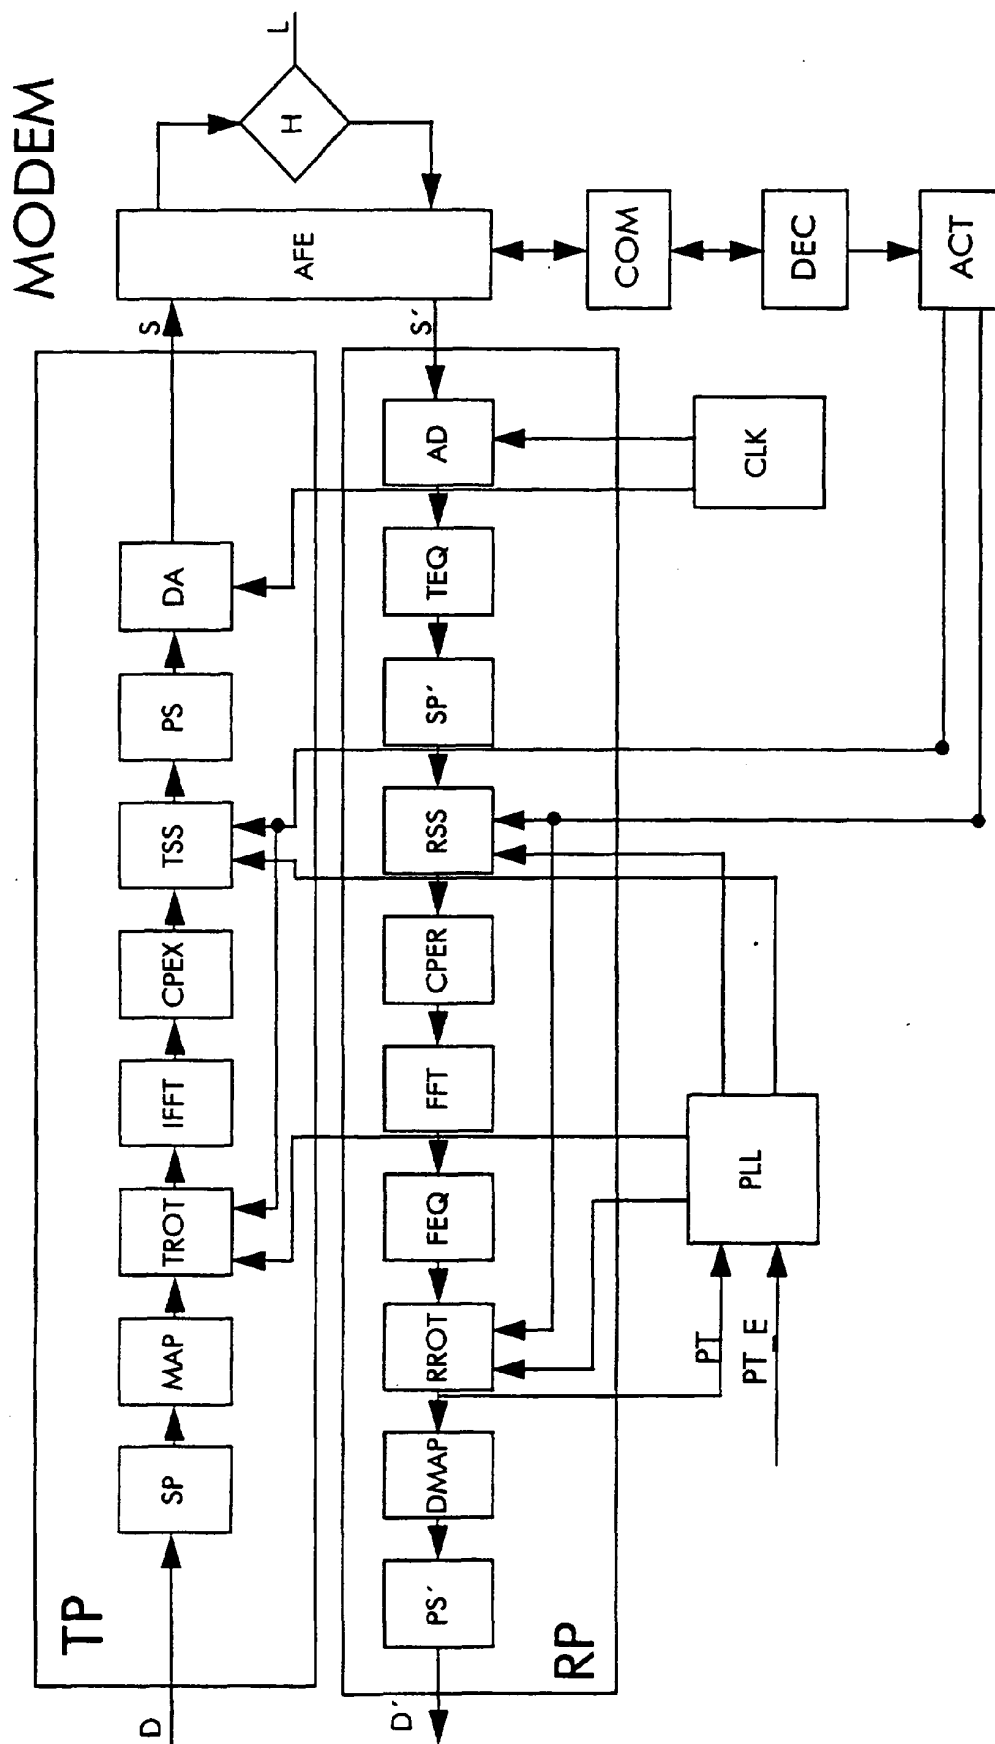 MODEM
TP
D
SP
MAP
TROT
IFFT
CPEX
TSS
PS
DA
S
AFE
H
L
RP
D´
PS´
DMAP
RROT
FEQ
FFT
CPER
RSS
SP´
TEQ
AD
S´
PT
PT_E
PLL
CLK
COM
DEC
ACT